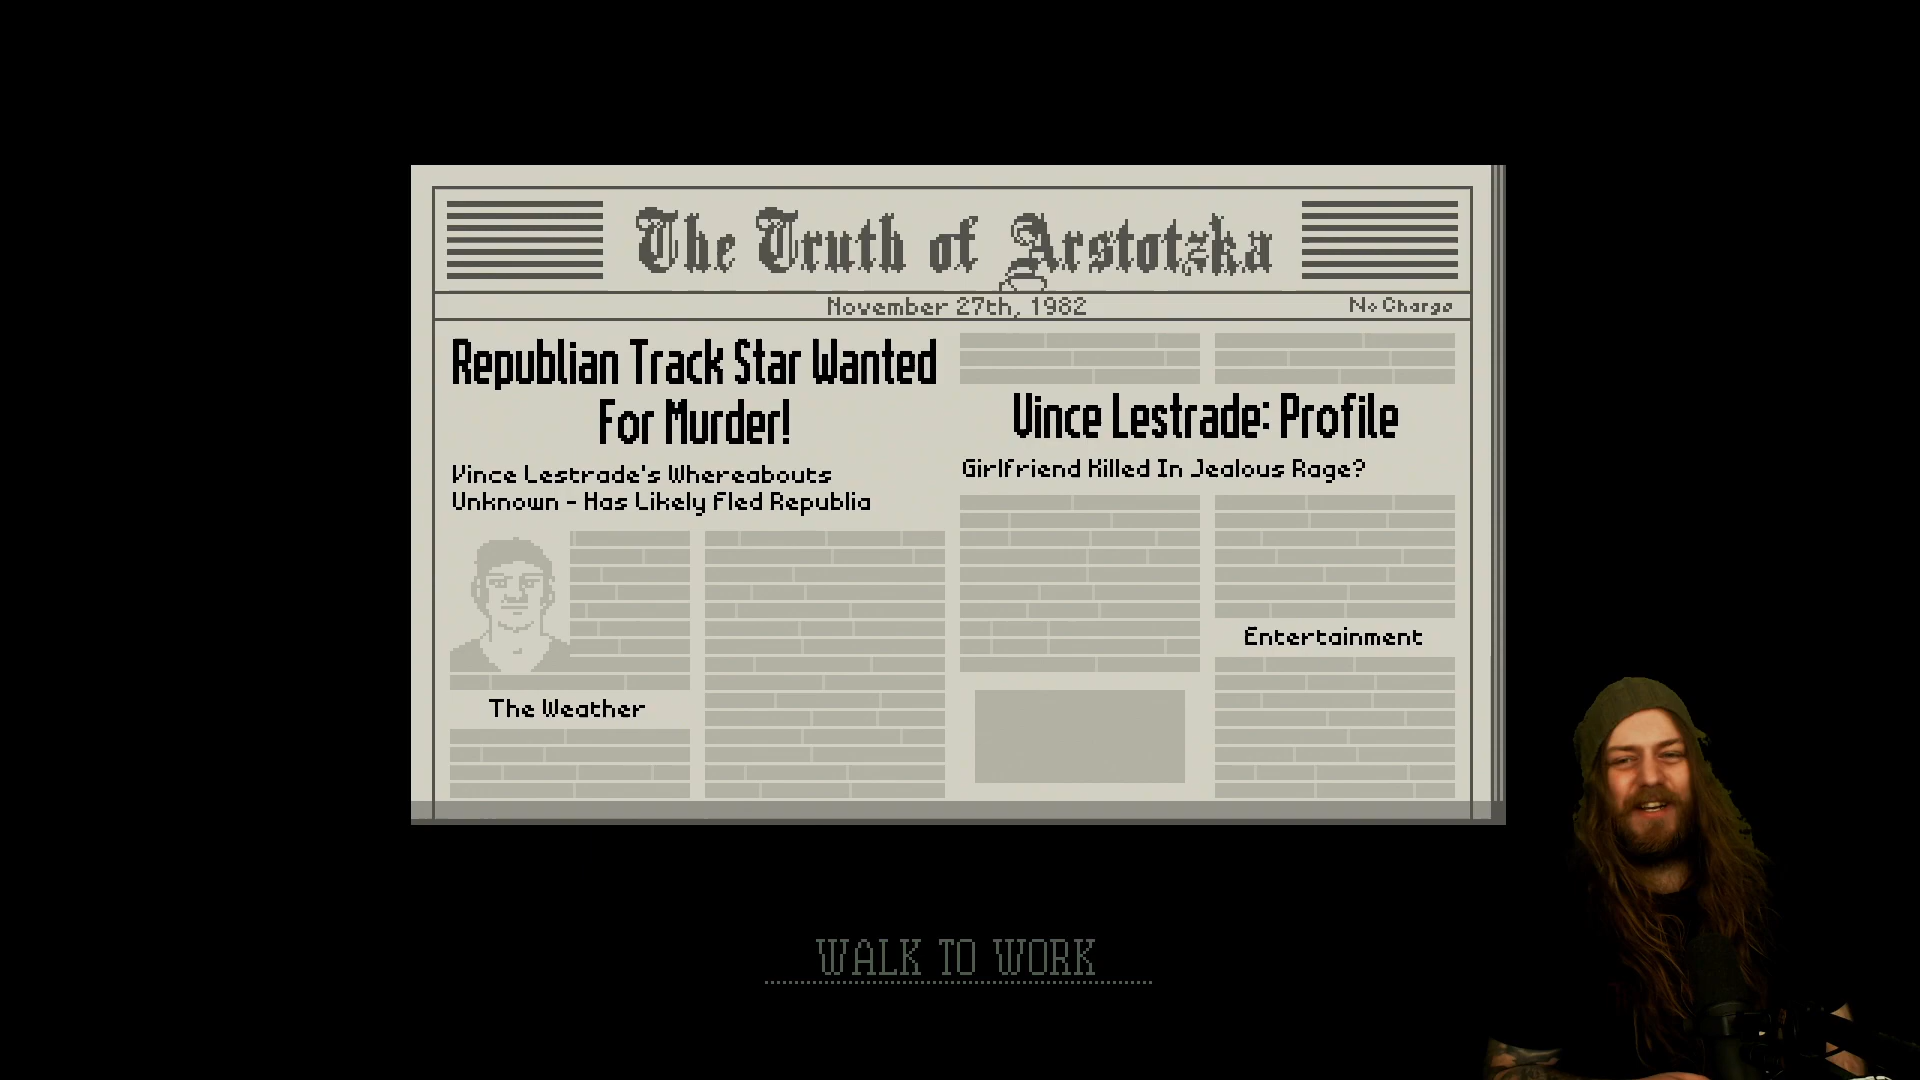 The Truth of Arstotzka
November 27th, 1982
No Charge
Republian Track Star Wanted
For Murder!
Vince Lestrade's Whereabouts
Unknown - Has Likely Fled Republia
The Weather
Vince Lestrade: Profile
Girlfriend Killed In Jealous Rage?
Entertainment
WALK TO WORK